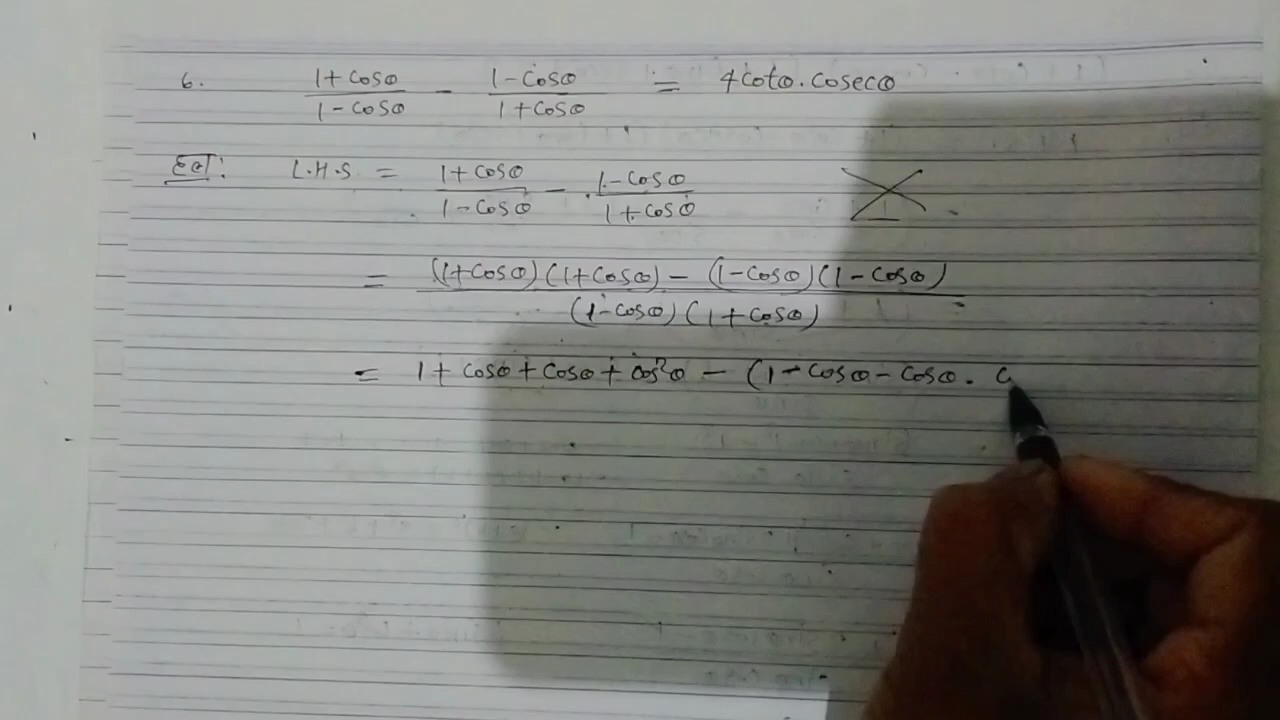 6. (1+cosθ)/(1-cosθ) - (1-cosθ)/(1+cosθ) = 4cotθ.cosecθ
L.H.S = (1+cosθ)/(1-cosθ) - (1-cosθ)/(1+cosθ)
= ((1+cosθ)(1+cosθ) - (1-cosθ)(1-cosθ))/((1-cosθ)(1+cosθ))
= 1+cosθ+cosθ+cos²θ - (1-cosθ-cosθ. c